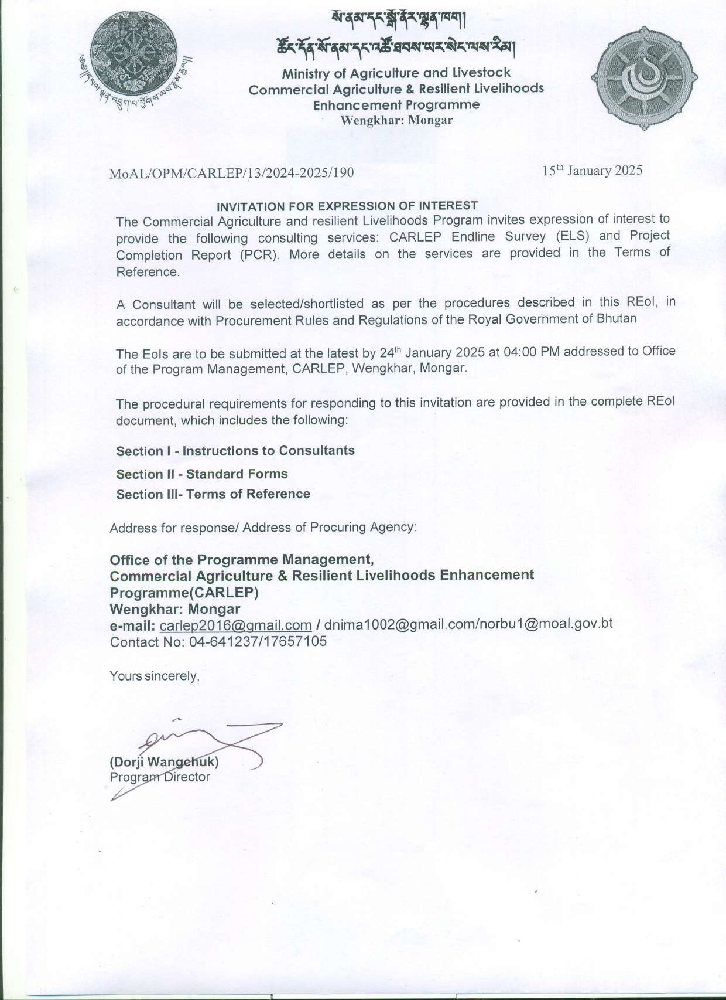 སོ་ནམ་དང་སྒོ་ནོར་ལྷན་ཁག།
ཚོང་དོན་སོ་ནམ་དང་འཚོ་ཐབས་ཡར་སེང་ལས་རིམ།
Ministry of Agriculture and Livestock
Commercial Agriculture & Resilient Livelihoods
Enhancement Programme
Wengkhar: Mongar
MoAL/OPM/CARLEP/13/2024-2025/190
15th January 2025
INVITATION FOR EXPRESSION OF INTEREST
The Commercial Agriculture and resilient Livelihoods Program invites expression of interest to
provide the following consulting services: CARLEP Endline Survey (ELS) and Project
Completion Report (PCR). More details on the services are provided in the Terms of
Reference.
A Consultant will be selected/shortlisted as per the procedures described in this REoI, in
accordance with Procurement Rules and Regulations of the Royal Government of Bhutan
The EoIs are to be submitted at the latest by 24th January 2025 at 04:00 PM addressed to Office
of the Program Management, CARLEP, Wengkhar, Mongar.
The procedural requirements for responding to this invitation are provided in the complete REoI
document, which includes the following:
Section I - Instructions to Consultants
Section II - Standard Forms
Section III- Terms of Reference
Address for response/ Address of Procuring Agency:
Office of the Programme Management,
Commercial Agriculture & Resilient Livelihoods Enhancement
Programme(CARLEP)
Wengkhar: Mongar
e-mail: carlep2016@gmail.com / dnima1002@gmail.com/norbu1@moal.gov.bt
Contact No: 04-641237/17657105
Yours sincerely,
(Dorji Wangchuk)
Program Director